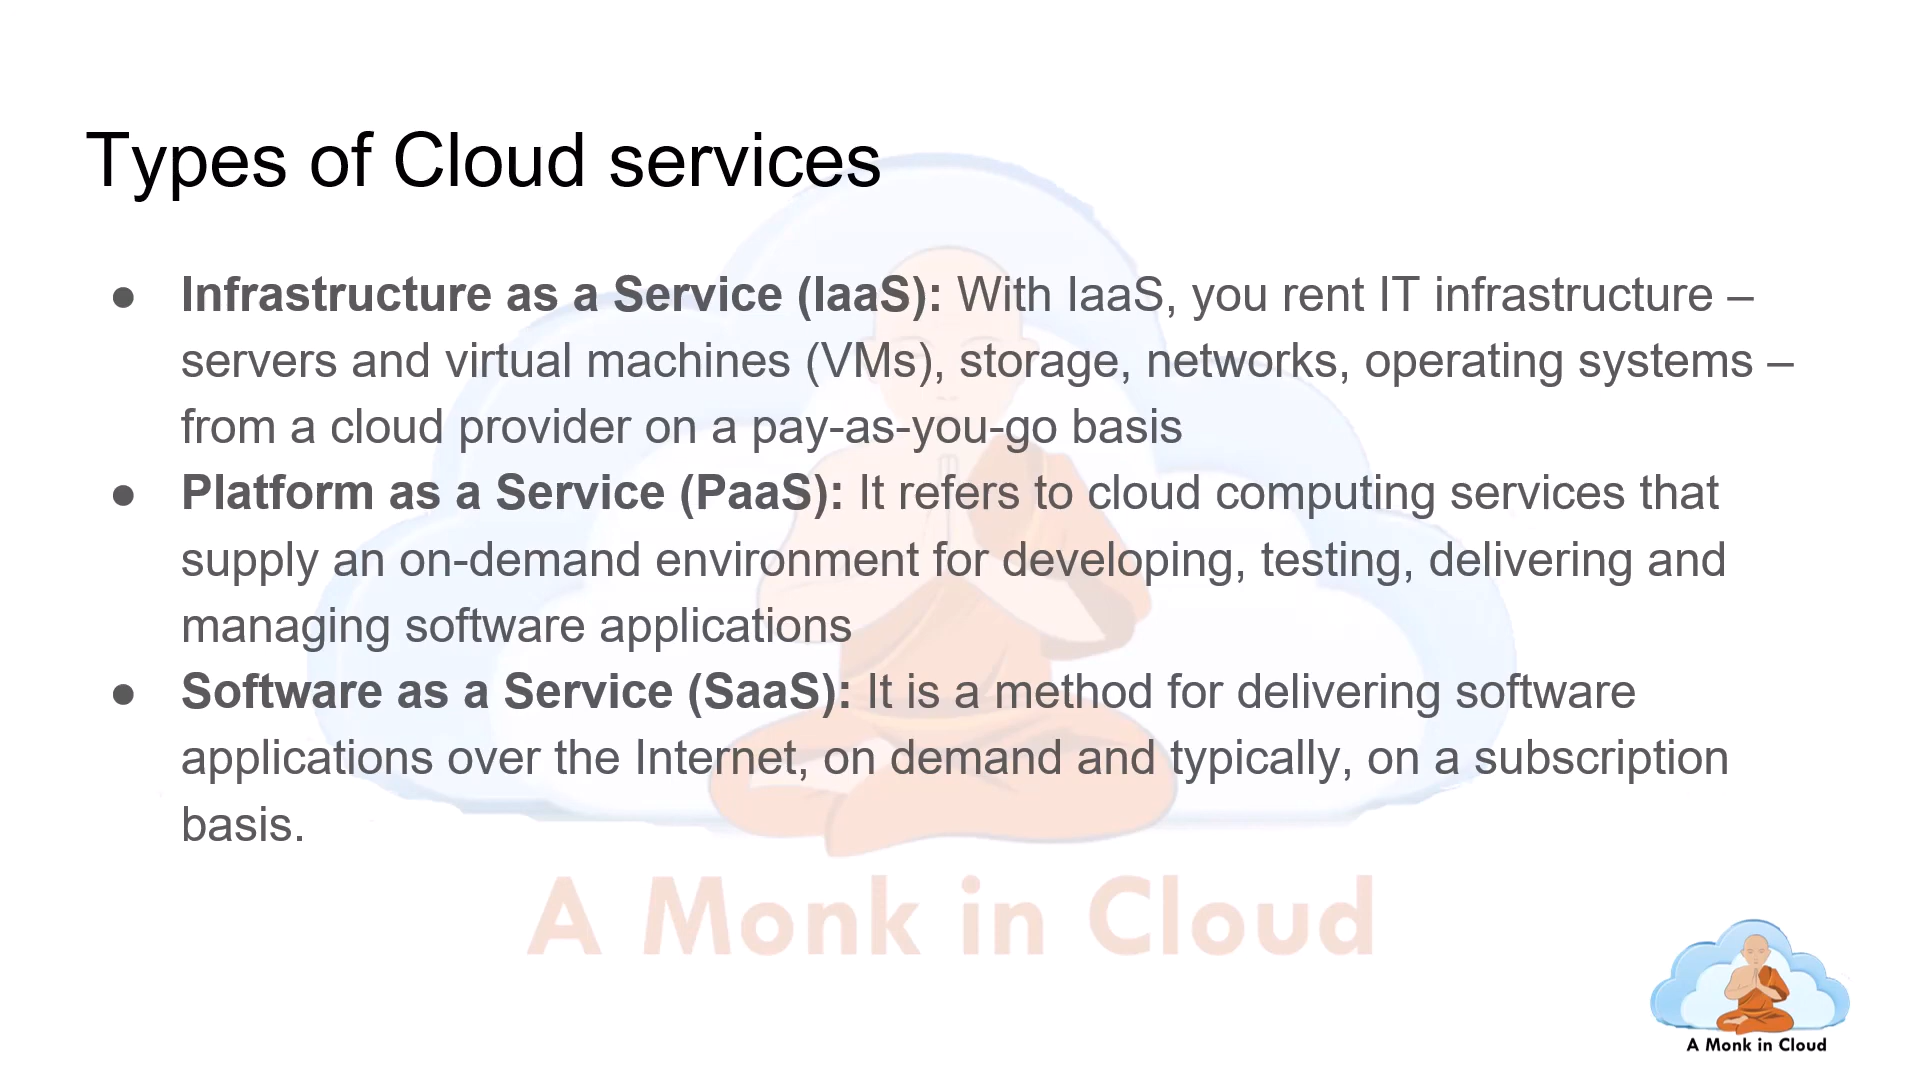 Types of Cloud services
● Infrastructure as a Service (IaaS): With IaaS, you rent IT infrastructure –
servers and virtual machines (VMs), storage, networks, operating systems –
from a cloud provider on a pay-as-you-go basis
● Platform as a Service (PaaS): It refers to cloud computing services that
supply an on-demand environment for developing, testing, delivering and
managing software applications
● Software as a Service (SaaS): It is a method for delivering software
applications over the Internet, on demand and typically, on a subscription
basis.
A Monk in Cloud
A Monk in Cloud